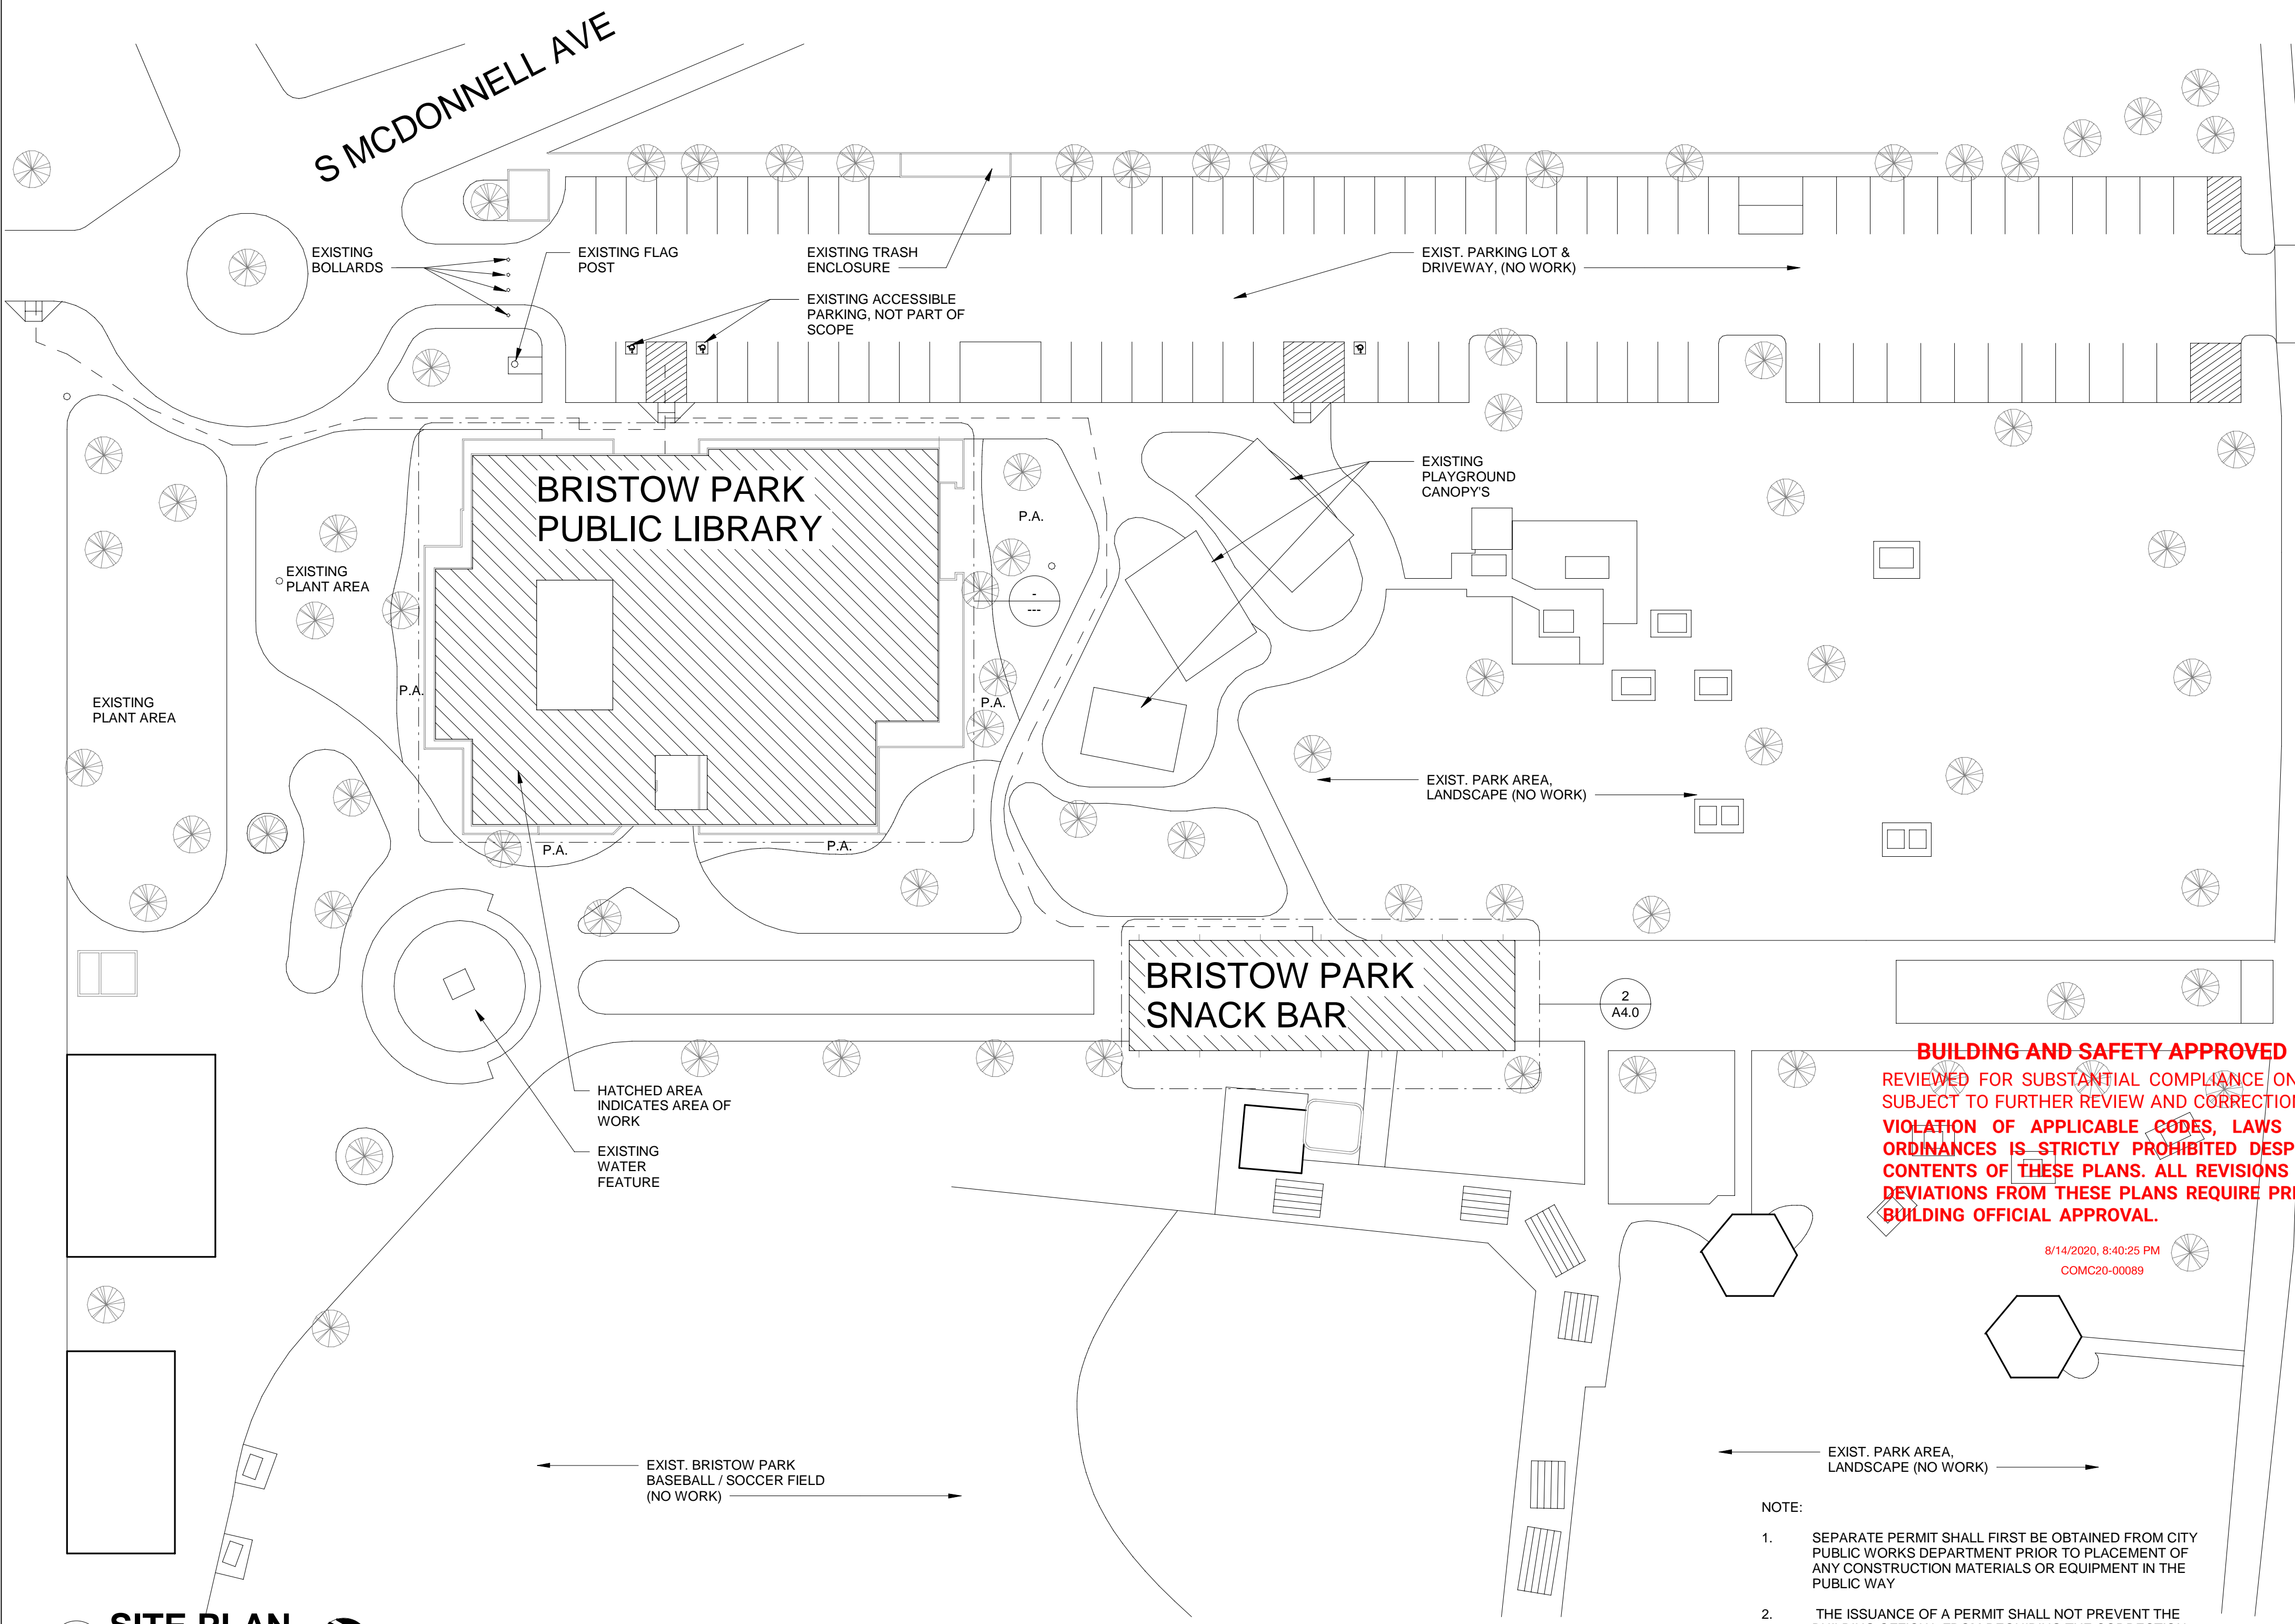 S MCDONNELL AVE
EXISTING
BOLLARDS
EXISTING FLAG
POST
EXISTING TRASH
ENCLOSURE
EXIST. PARKING LOT &
DRIVEWAY, (NO WORK)
EXISTING ACCESSIBLE
PARKING, NOT PART OF
SCOPE
BRISTOW PARK
PUBLIC LIBRARY
EXISTING
PLAYGROUND
CANOPY'S
P.A.
EXISTING
PLANT AREA
-
---
P.A.
EXISTING
PLANT AREA
P.A.
EXIST. PARK AREA,
LANDSCAPE (NO WORK)
P.A.
P.A.
BRISTOW PARK
SNACK BAR
2
A4.0
HATCHED AREA
INDICATES AREA OF
WORK
EXISTING
WATER
FEATURE
BUILDING AND SAFETY APPROVED
REVIEWED FOR SUBSTANTIAL COMPLIANCE
SUBJECT TO FURTHER REVIEW AND
VIOLATION OF APPLICABLE CODES, LAWS
ORDINANCES IS STRICTLY PROHIBITED
CONTENTS OF THESE PLANS. ALL REVISIONS
DEVIATIONS FROM THESE PLANS REQUIRE
BUILDING OFFICIAL APPROVAL.
8/14/2020, 8:40:25 PM
COMC20-00089
EXIST. BRISTOW PARK
BASEBALL / SOCCER FIELD
(NO WORK)
EXIST. PARK AREA,
LANDSCAPE (NO WORK)
NOTE:
1. SEPARATE PERMIT SHALL FIRST BE OBTAINED FROM CITY
PUBLIC WORKS DEPARTMENT PRIOR TO PLACEMENT OF
ANY CONSTRUCTION MATERIALS OR EQUIPMENT IN THE
PUBLIC WAY
2. THE ISSUANCE OF A PERMIT SHALL NOT PREVENT THE
SITE PLAN